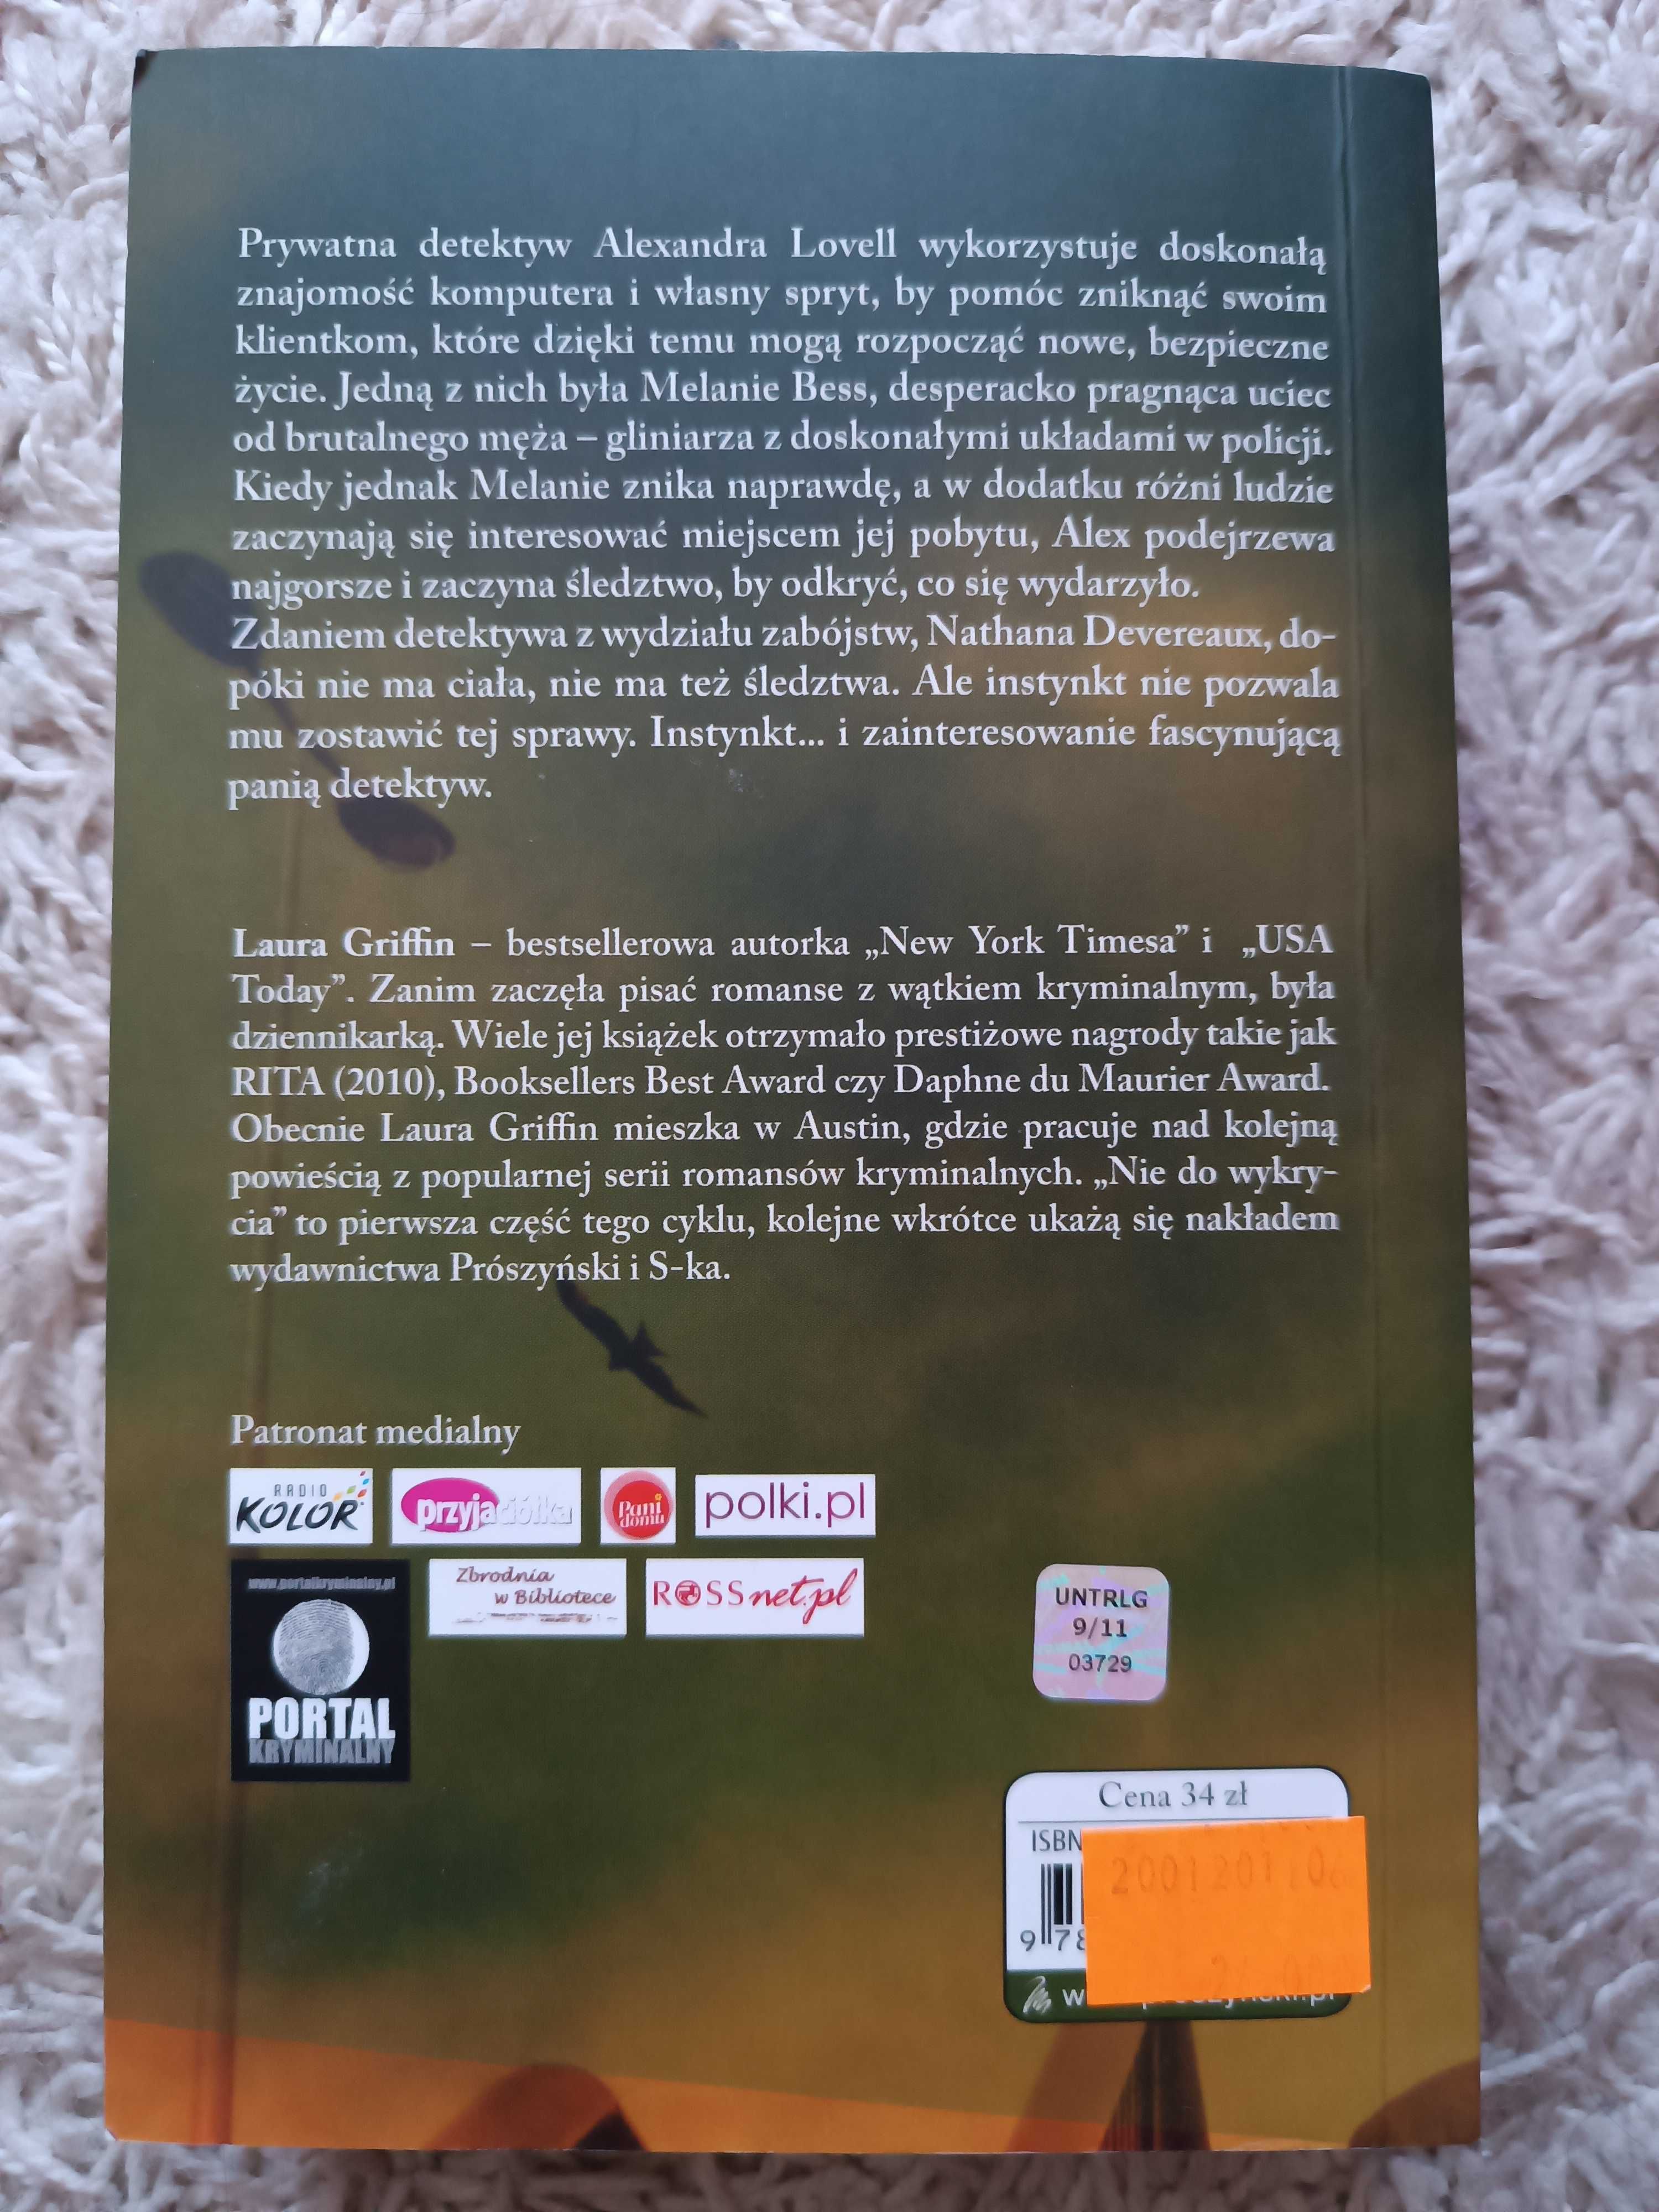 Prywatna detektyw Alexandra Lovell wykorzystuje doskonałą
znajomość komputera i własny spryt, by pomóc zniknąć swoim
klientkom, które dzięki temu mogą rozpocząć nowe, bezpieczne
życie. Jedną z nich była Melanie Bess, desperacko pragnąca uciec
od brutalnego męża – gliniarza z doskonałymi układami w policji.
Kiedy jednak Melanie znika naprawdę, a w dodatku różni ludzie
zaczynają się interesować miejscem jej pobytu, Alex podejrzewa
najgorsze i zaczyna śledztwo, by odkryć, co się wydarzyło.
Zdaniem detektywa z wydziału zabójstw, Nathana Devereaux, do-
póki nie ma ciała, nie ma też śledztwa. Ale instynkt nie pozwala
mu zostawić tej sprawy. Instynkt... i zainteresowanie fascynującą
panią detektyw.
Laura Griffin – bestsellerowa autorka „New York Timesa” i „USA
Today”. Zanim zaczęła pisać romanse z wątkiem kryminalnym, była
dziennikarką. Wiele jej książek otrzymało prestiżowe nagrody takie jak
RITA (2010), Booksellers Best Award czy Daphne du Maurier Award.
Obecnie Laura Griffin mieszka w Austin, gdzie pracuje nad kolejną
powieścią z popularnej serii romansów kryminalnych. „Nie do wykry-
cia” to pierwsza część tego cyklu, kolejne wkrótce ukażą się nakładem
wydawnictwa Prószyński i S-ka.
Patronat medialny
RADIO
KOLOR
przyjaciółka
Pani
domu
polki.pl
www.portalkryminalny.pl
PORTAL
KRYMINALNY
Zbrodnia
w Bibliotece
ROSSnet.pl
UNTRLG
9/11
03729
Cena 34 zł
ISBN
9 78